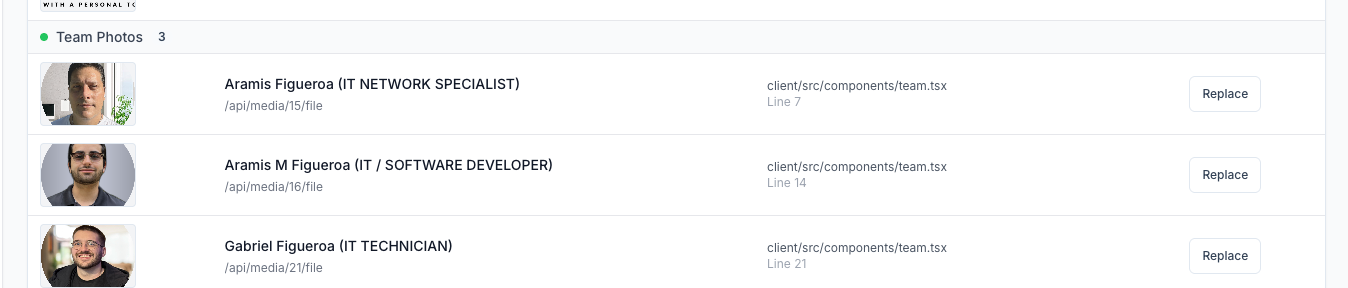 WITH A PERSONAL TO
Team Photos 3
Aramis Figueroa (IT NETWORK SPECIALIST)
/api/media/15/file
client/src/components/team.tsx
Line 7
Replace
Aramis M Figueroa (IT / SOFTWARE DEVELOPER)
/api/media/16/file
client/src/components/team.tsx
Line 14
Replace
Gabriel Figueroa (IT TECHNICIAN)
/api/media/21/file
client/src/components/team.tsx
Line 21
Replace